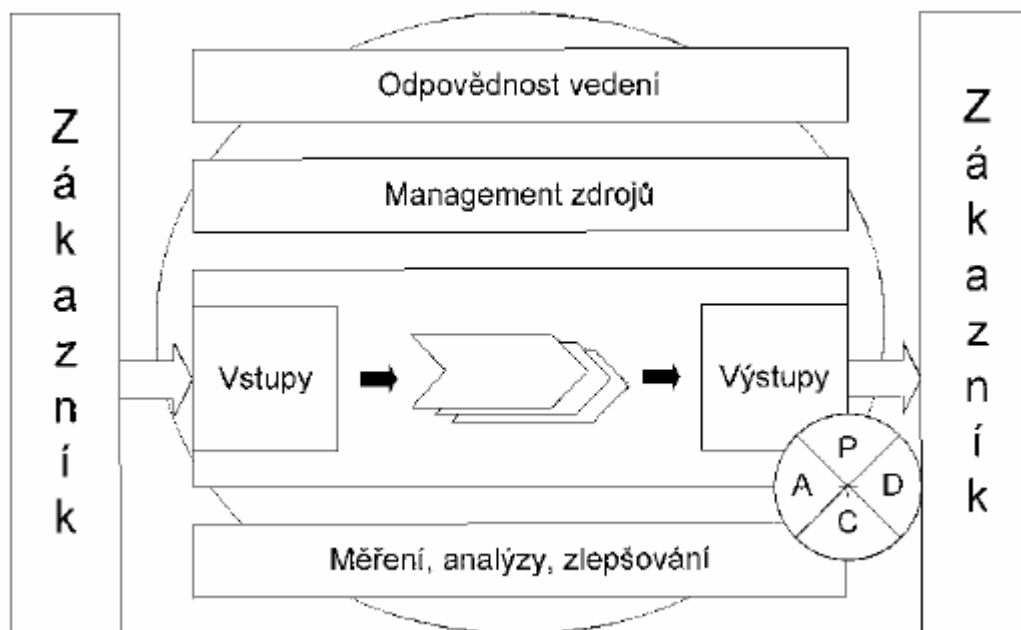 Zákazník
Odpovědnost vedení
Management zdrojů
Vstupy
Výstupy
P
A
D
C
Měření, analýzy, zlepšování
Zákazník